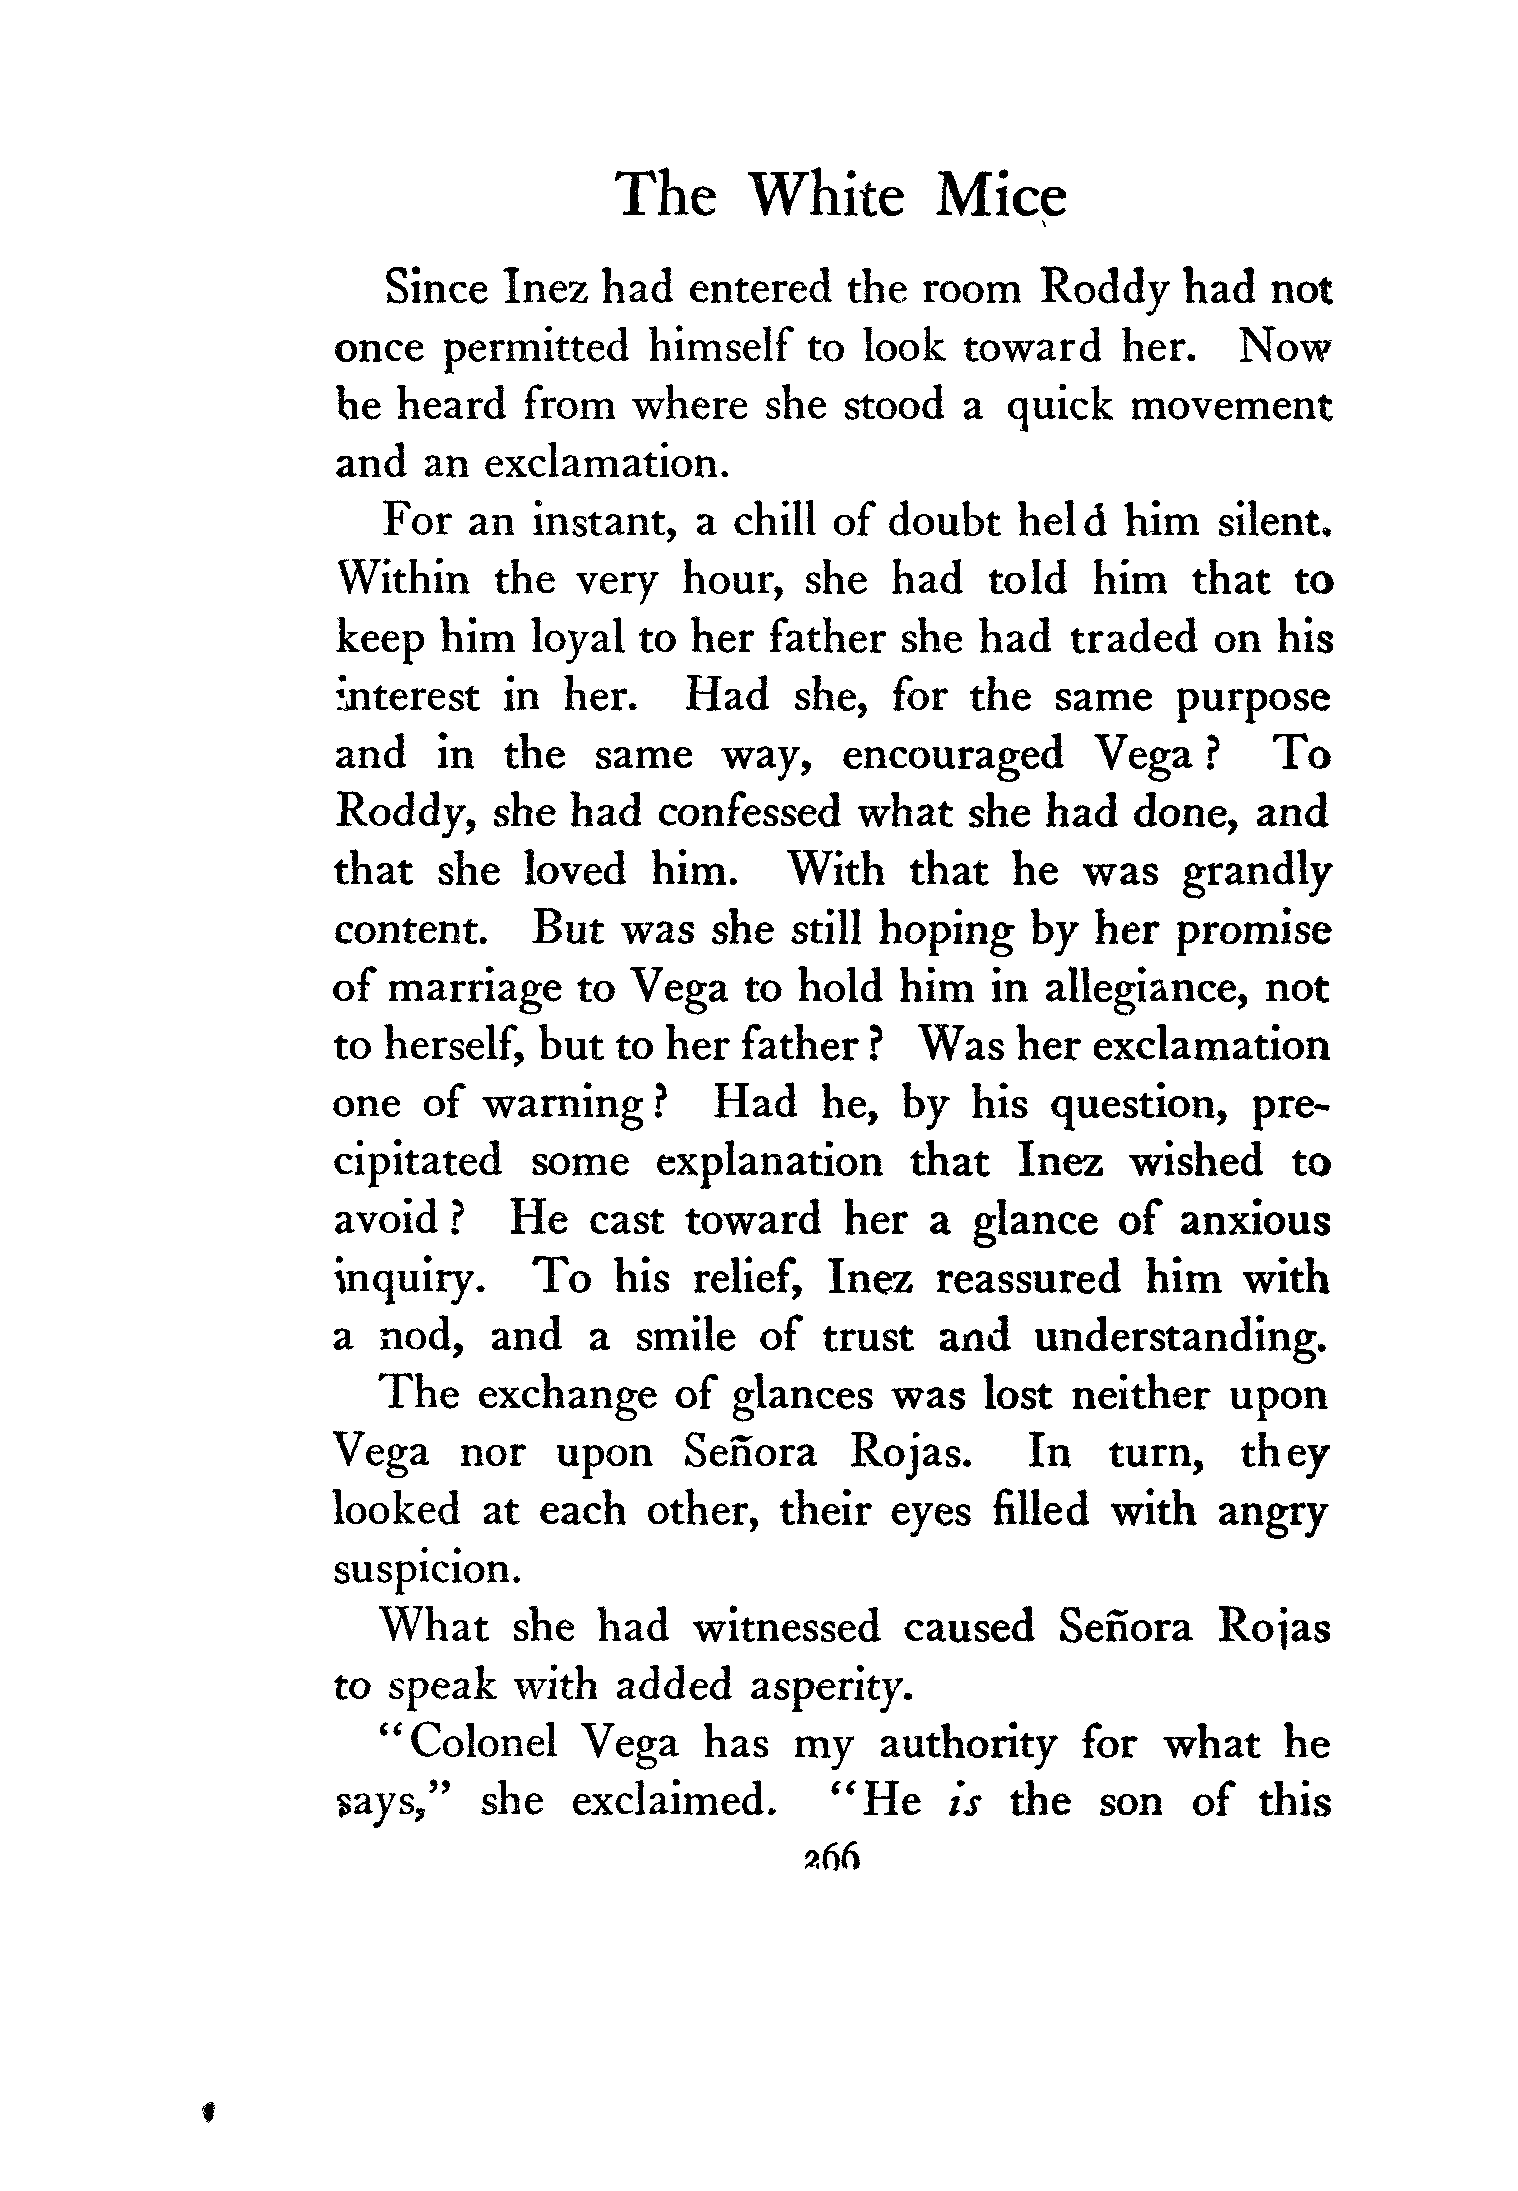 The White Mice
Since Inez had entered the room Roddy had not
once permitted himself to look toward her. Now
he heard from where she stood a quick movement
and an exclamation.
For an instant, a chill of doubt held him silent.
Within the very hour, she had told him that to
keep him loyal to her father she had traded on his
interest in her. Had she, for the same purpose
and in the same way, encouraged Vega? To
Roddy, she had confessed what she had done, and
that she loved him. With that he was grandly
content. But was she still hoping by her promise
of marriage to Vega to hold him in allegiance, not
to herself, but to her father? Was her exclamation
one of warning? Had he, by his question, pre-
cipitated some explanation that Inez wished to
avoid? He cast toward her a glance of anxious
inquiry. To his relief, Inez reassured him with
a nod, and a smile of trust and understanding.
The exchange of glances was lost neither upon
Vega nor upon Señora Rojas. In turn, they
looked at each other, their eyes filled with angry
suspicion.
What she had witnessed caused Señora Rojas
to speak with added asperity.
"Colonel Vega has my authority for what he
says," she exclaimed. "He is the son of this
266